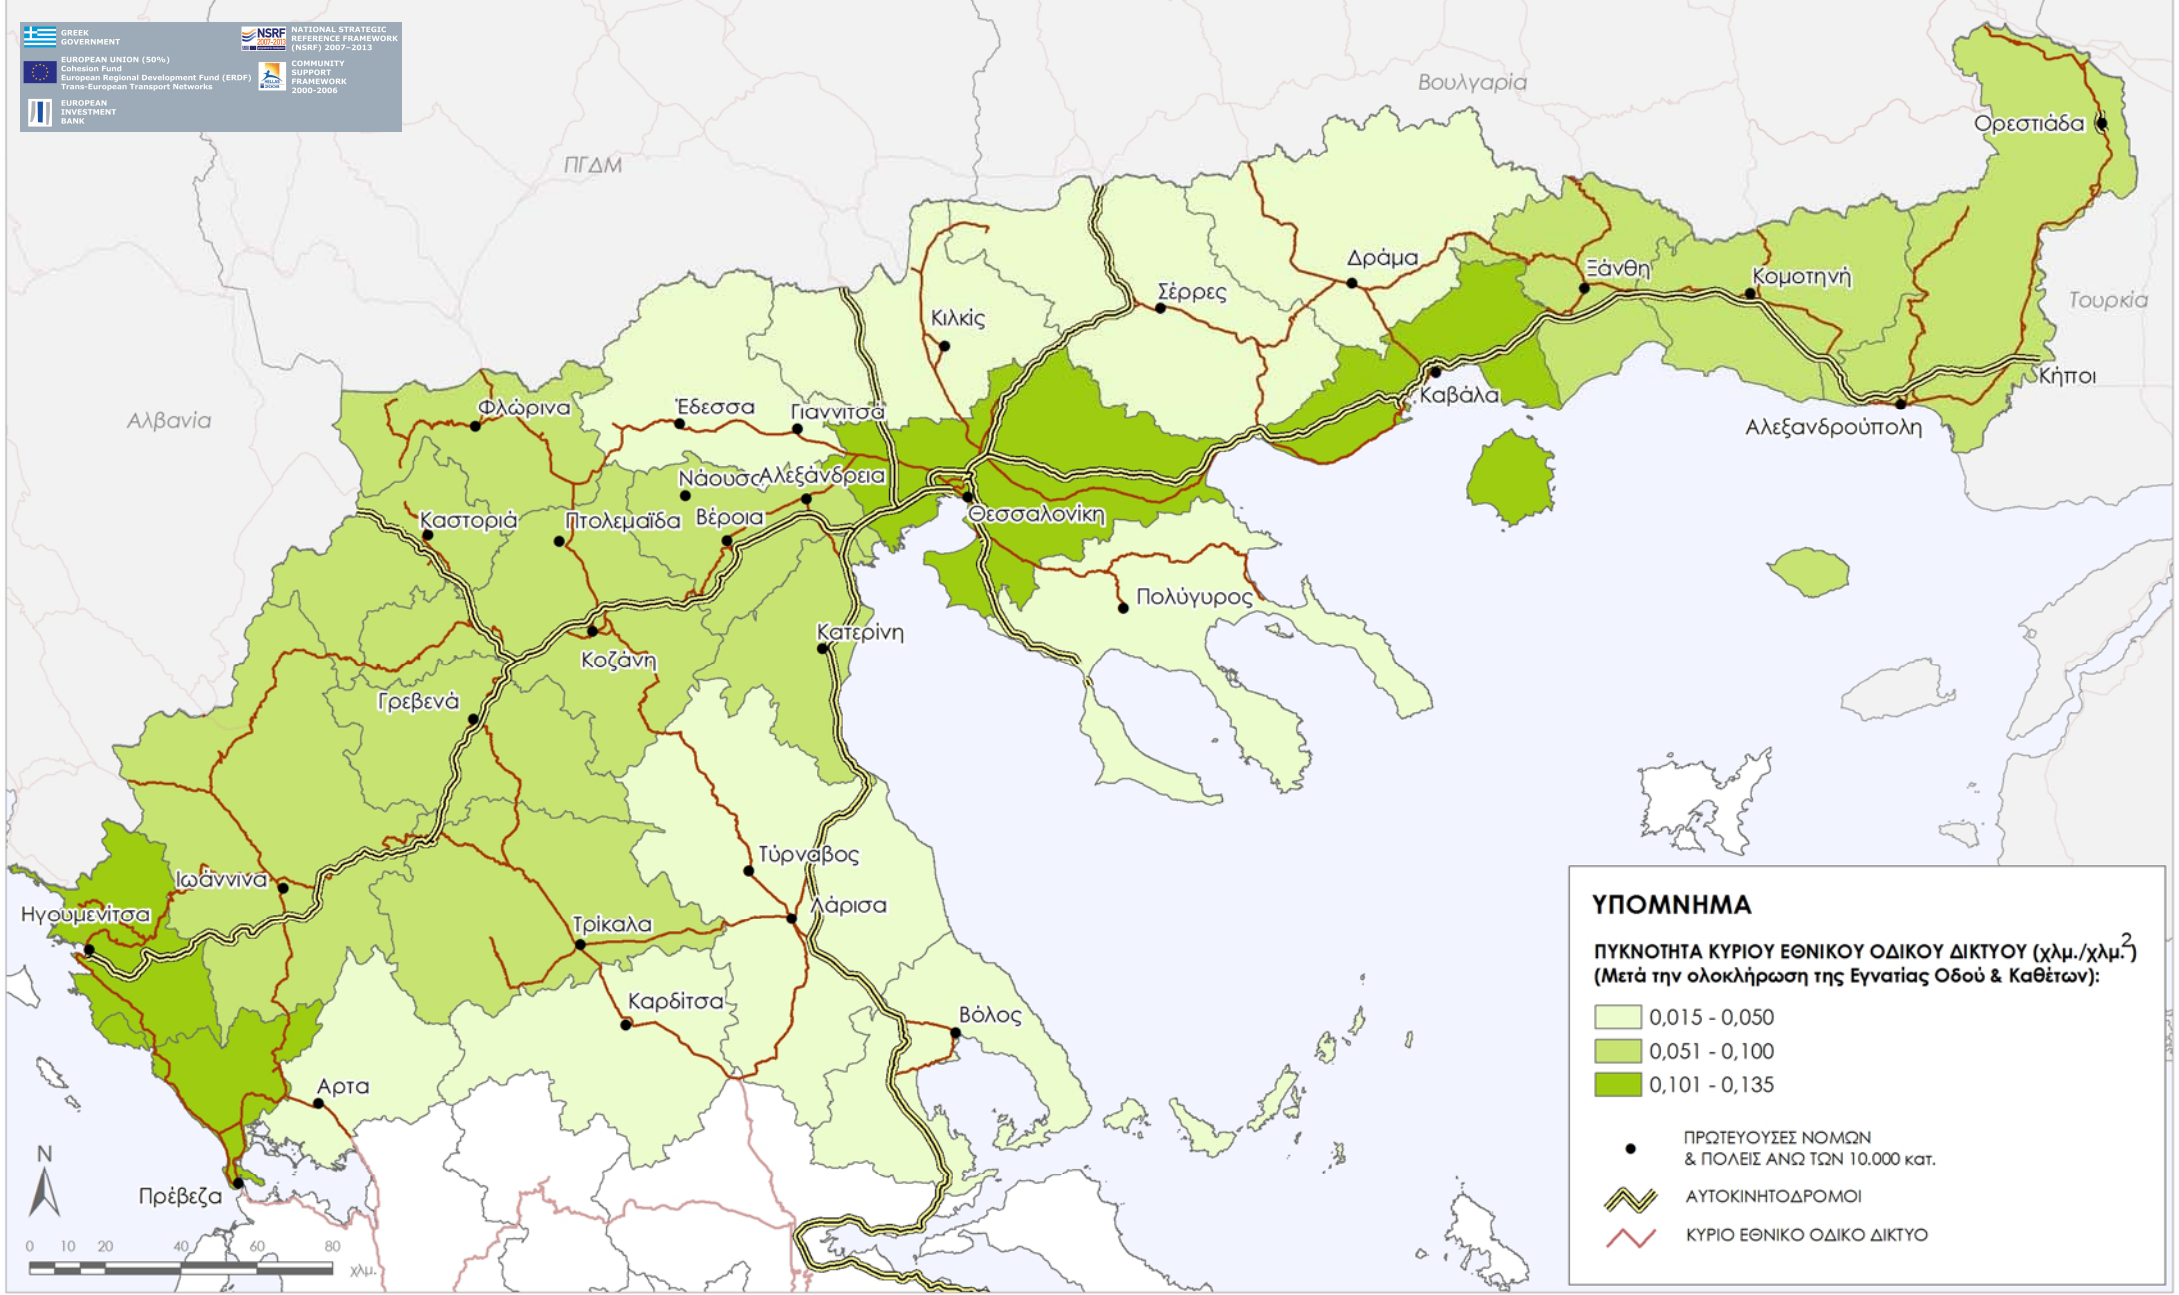 GREEK
GOVERNMENT
NSRF
2007-2013
NATIONAL STRATEGIC
REFERENCE FRAMEWORK
(NSRF) 2007–2013
EUROPEAN UNION (50%)
Cohesion Fund
European Regional Development Fund (ERDF)
Trans-European Transport Networks
COMMUNITY
SUPPORT
FRAMEWORK
2000-2006
EUROPEAN
INVESTMENT
BANK
Βουλγαρία
ΠΓΔΜ
Ορεστιάδα
Δράμα
Ξάνθη
Κομοτηνή
Σέρρες
Τουρκία
Κιλκίς
Κήποι
Καβάλα
Φλώρινα
Έδεσσα
Γιαννιτσά
Αλβανία
Αλεξανδρούπολη
Νάουσα
Αλεξάνδρεια
Καστοριά
Πτολεμαϊδα
Βέροια
Θεσσαλονίκη
Πολύγυρος
Κατερίνη
Κοζάνη
Γρεβενά
Τύρναβος
Ιωάννινα
Λάρισα
Ηγουμενίτσα
Τρίκαλα
Καρδίτσα
Βόλος
Αρτα
Πρέβεζα
N
0 10 20 40 60 80
χλμ.
ΥΠΟΜΝΗΜΑ
ΠΥΚΝΟΤΗΤΑ ΚΥΡΙΟΥ ΕΘΝΙΚΟΥ ΟΔΙΚΟΥ ΔΙΚΤΥΟΥ (χλμ./χλμ.²)
(Μετά την ολοκλήρωση της Εγνατίας Οδού & Καθέτων):
0,015 - 0,050
0,051 - 0,100
0,101 - 0,135
ΠΡΩΤΕΥΟΥΣΕΣ ΝΟΜΩΝ
& ΠΟΛΕΙΣ ΑΝΩ ΤΩΝ 10.000 κατ.
ΑΥΤΟΚΙΝΗΤΟΔΡΟΜΟΙ
ΚΥΡΙΟ ΕΘΝΙΚΟ ΟΔΙΚΟ ΔΙΚΤΥΟ